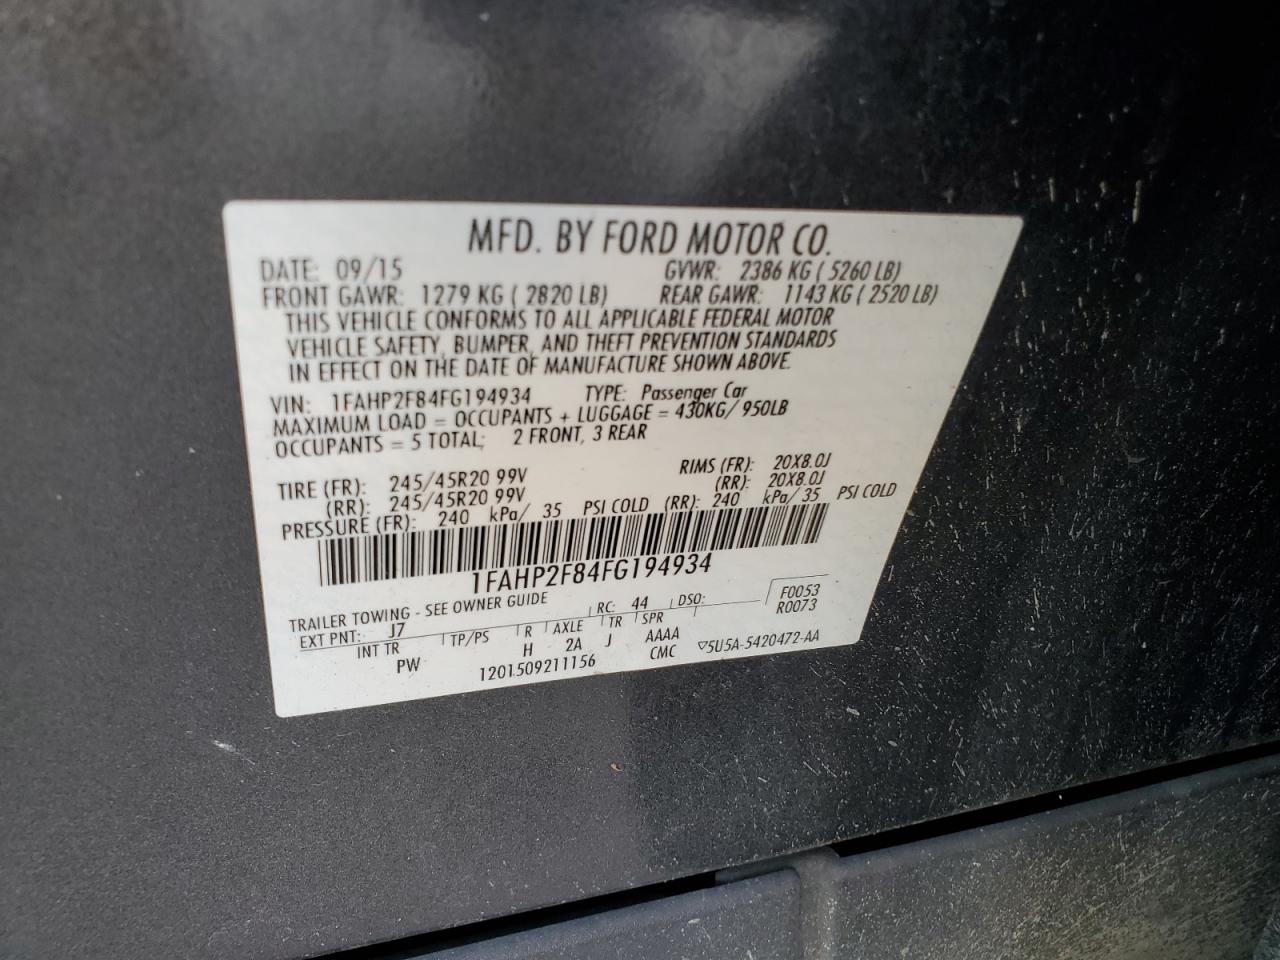 MFD. BY FORD MOTOR CO.
DATE: 09/15 GVWR: 2386 KG ( 5260 LB)
FRONT GAWR: 1279 KG ( 2820 LB) REAR GAWR: 1143 KG ( 2520 LB)
THIS VEHICLE CONFORMS TO ALL APPLICABLE FEDERAL MOTOR
VEHICLE SAFETY, BUMPER, AND THEFT PREVENTION STANDARDS
IN EFFECT ON THE DATE OF MANUFACTURE SHOWN ABOVE.
VIN: 1FAHP2F84FG194934 TYPE: Passenger Car
MAXIMUM LOAD = OCCUPANTS + LUGGAGE = 430KG/ 950LB
OCCUPANTS = 5 TOTAL; 2 FRONT, 3 REAR
TIRE (FR): 245/45R20 99V RIMS (FR): 20X8.0J
(RR): 245/45R20 99V (RR): 20X8.0J
PRESSURE (FR): 240 kPa/ 35 PSI COLD (RR): 240 kPa/ 35 PSI COLD
1FAHP2F84FG194934
TRAILER TOWING - SEE OWNER GUIDE
EXT PNT: J7 RC: 44 DSO: F0053
R0073
INT TR TP/PS R AXLE TR SPR
PW H 2A J AAAA
1201509211156 CMC ▽5U5A-5420472-AA